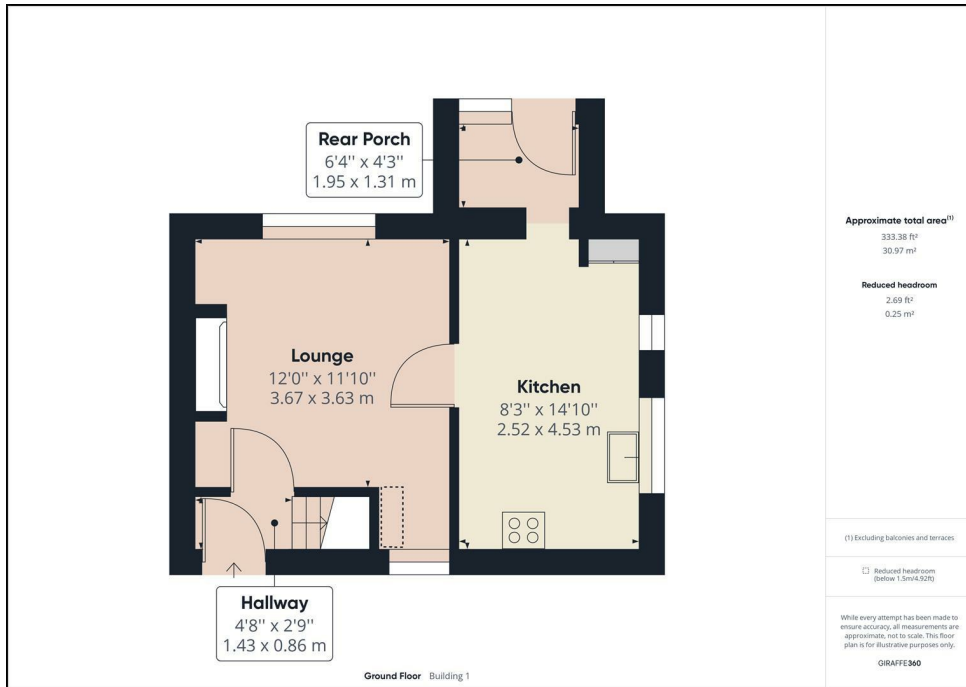 Rear Porch
6'4'' x 4'3''
1.95 x 1.31 m
Lounge
12'0'' x 11'10''
3.67 x 3.63 m
Kitchen
8'3'' x 14'10''
2.52 x 4.53 m
Hallway
4'8'' x 2'9''
1.43 x 0.86 m
Ground Floor Building 1
Approximate total area(1)
333.38 ft²
30.97 m²
Reduced headroom
2.69 ft²
0.25 m²
(1) Excluding balconies and terraces
Reduced headroom
(below 1.5m/4.92ft)
While every attempt has been made to
ensure accuracy, all measurements are
approximate, not to scale. This floor
plan is for illustrative purposes only.
GIRAFFE360